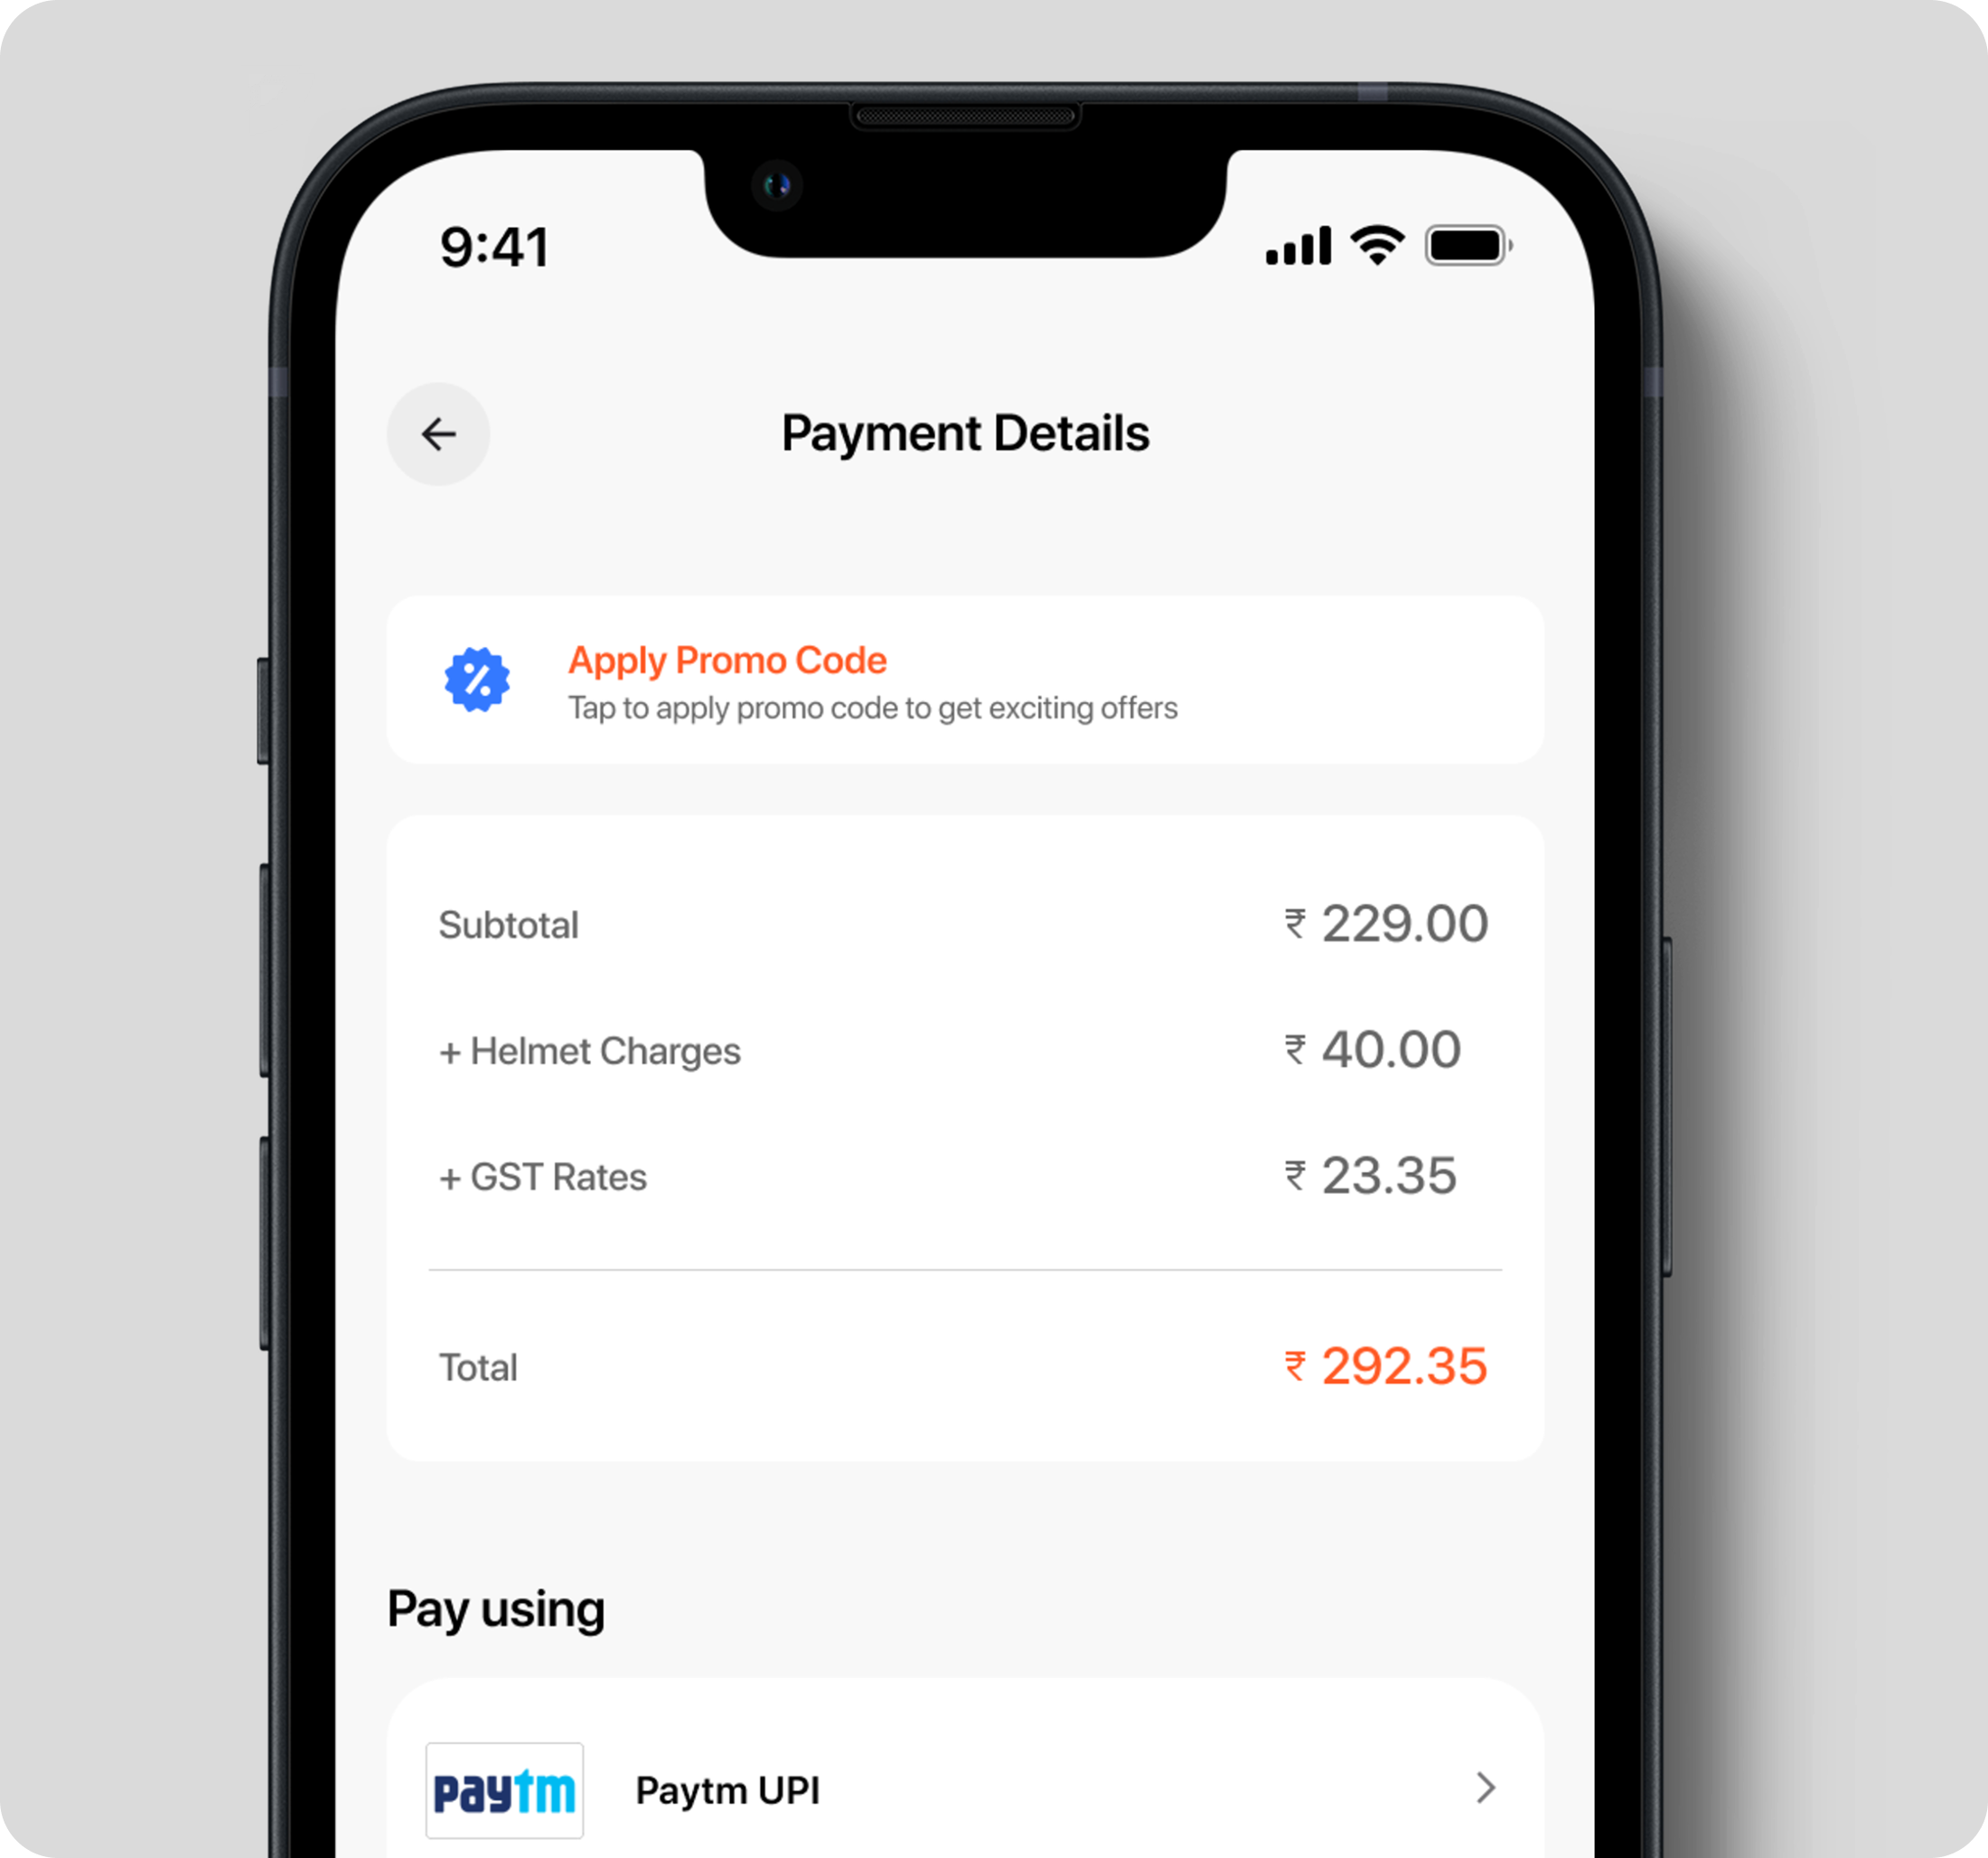 9:41
Payment Details
Apply Promo Code
Tap to apply promo code to get exciting offers
Subtotal ₹ 229.00
+ Helmet Charges ₹ 40.00
+ GST Rates ₹ 23.35
Total ₹ 292.35
Pay using
paytm Paytm UPI